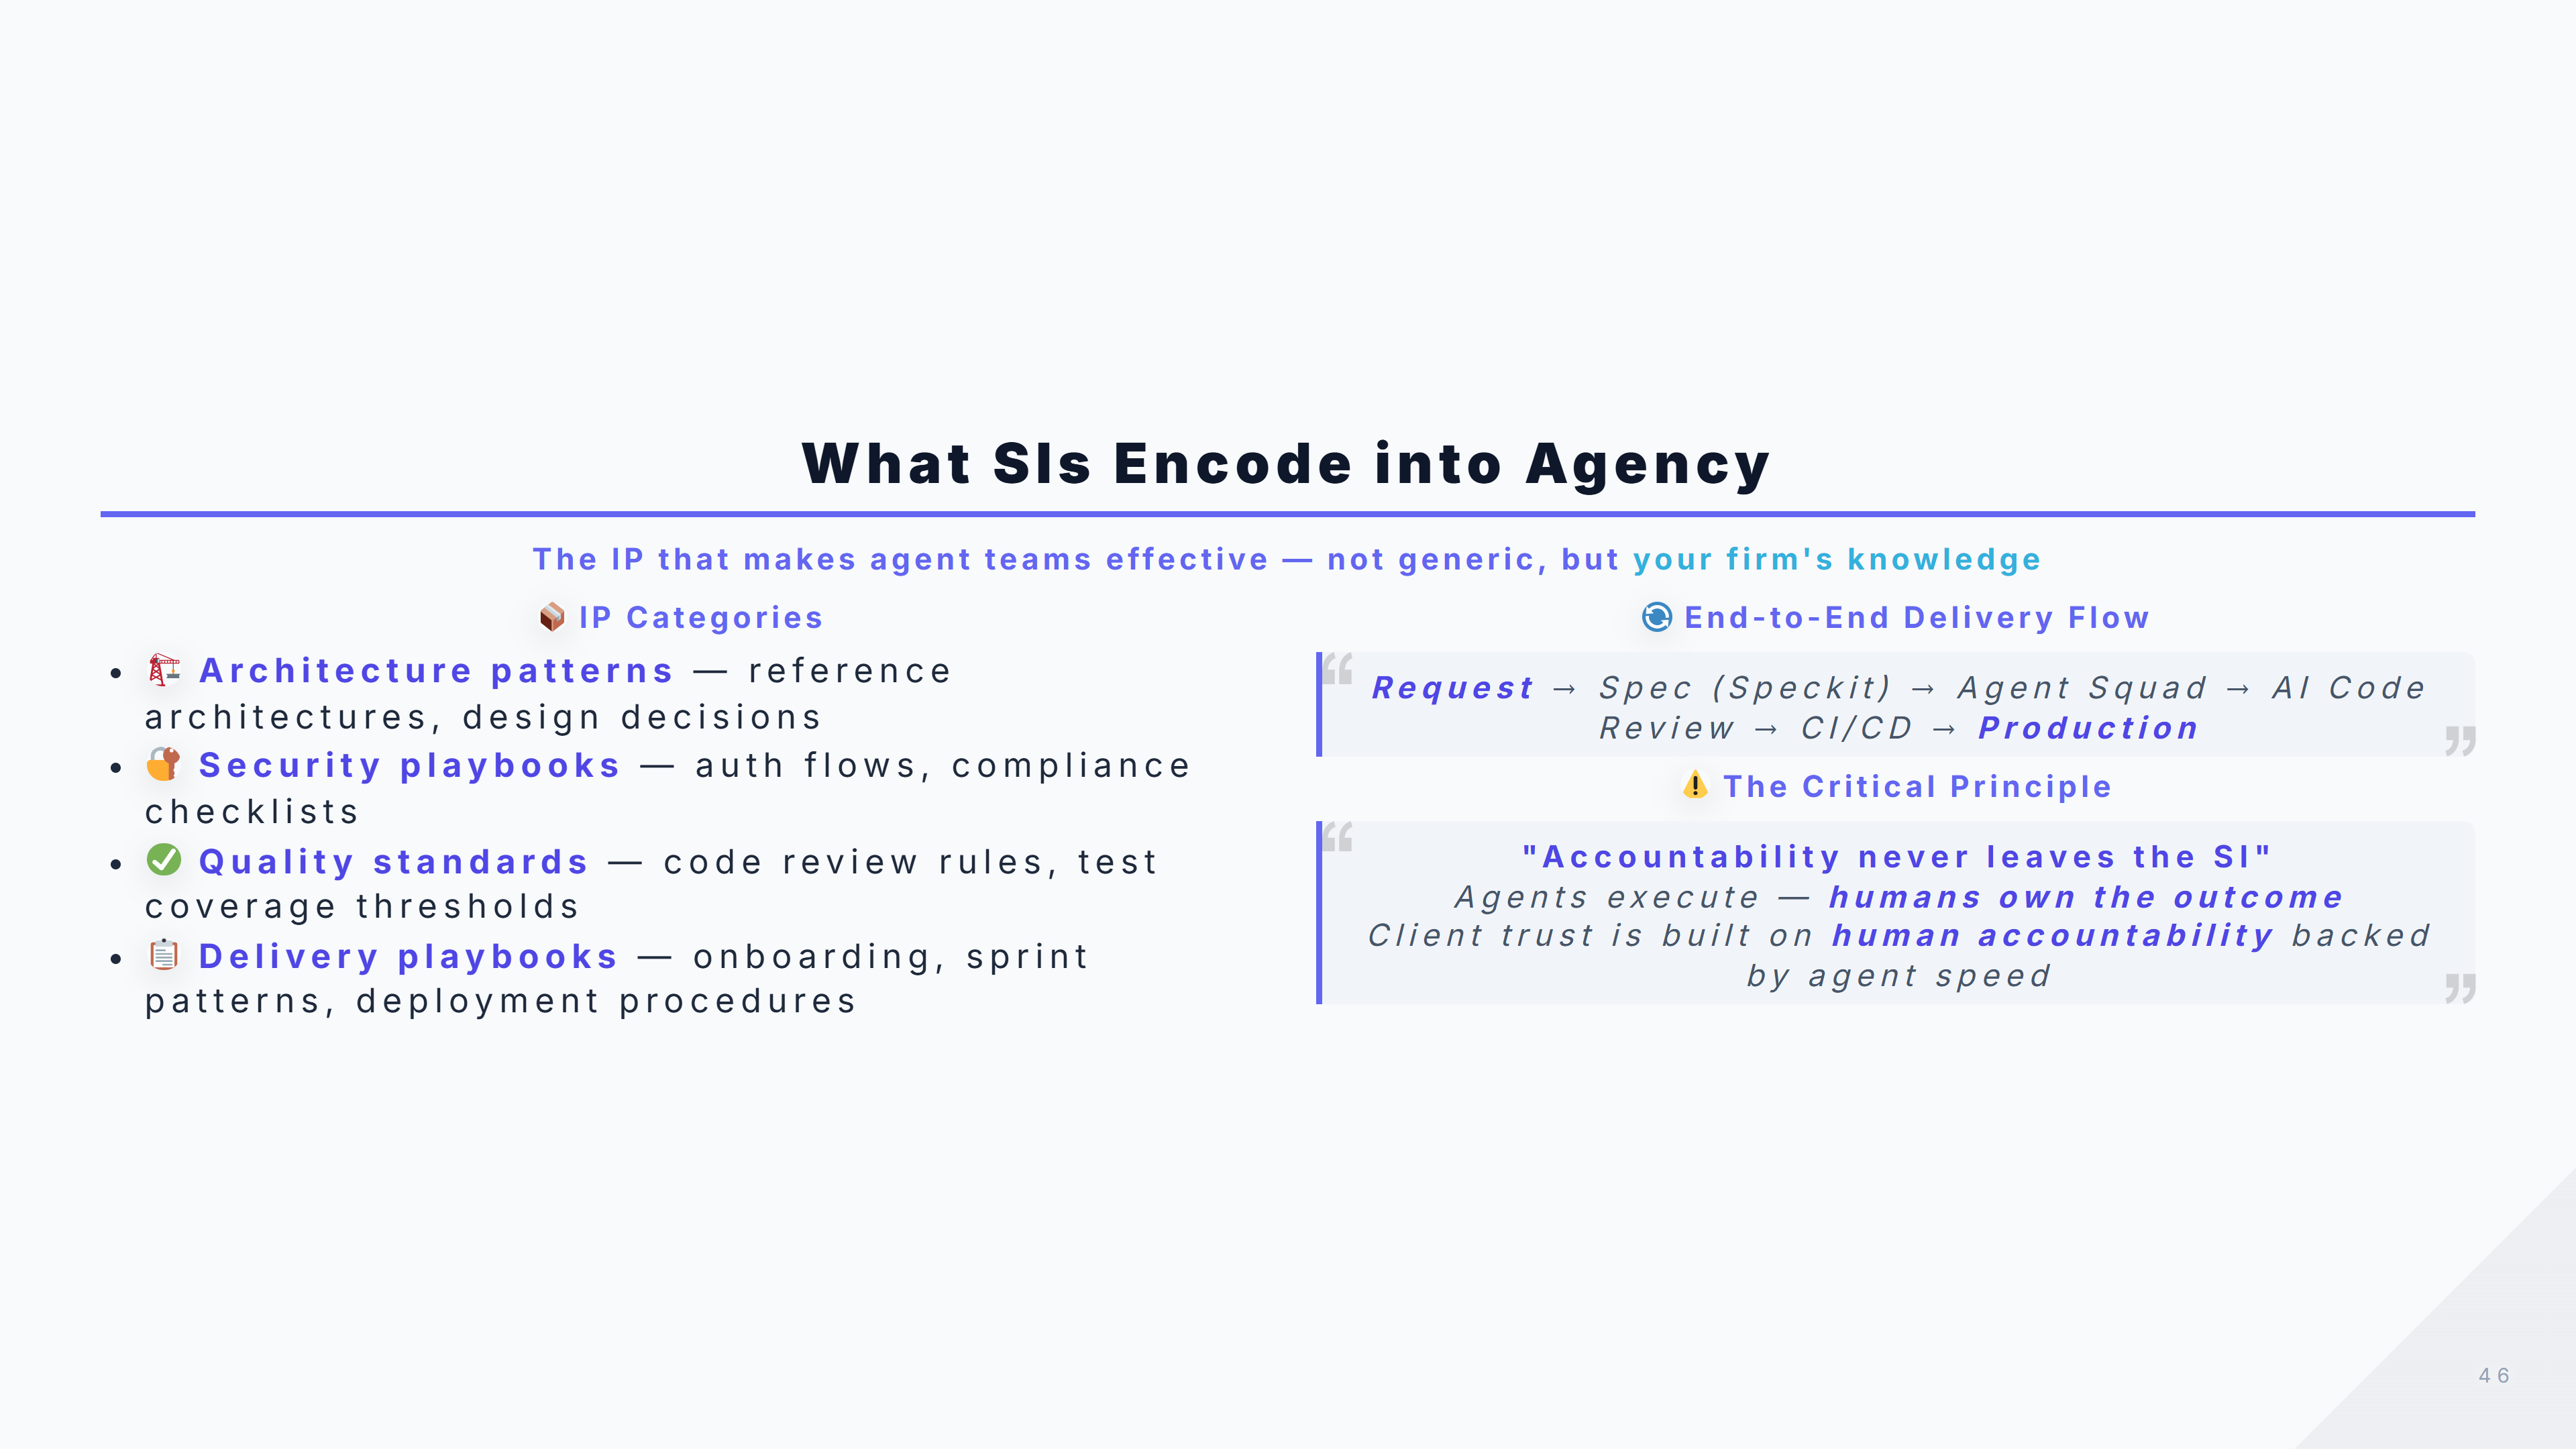 What SIs Encode into Agency
The IP that makes agent teams effective — not generic, but your firm's knowledge
📦 IP Categories
• 🏗️ Architecture patterns — reference
architectures, design decisions
• 🔐 Security playbooks — auth flows, compliance
checklists
• ✅ Quality standards — code review rules, test
coverage thresholds
• 📋 Delivery playbooks — onboarding, sprint
patterns, deployment procedures
🔄 End-to-End Delivery Flow
“ Request → Spec (Speckit) → Agent Squad → AI Code
Review → CI/CD → Production ”
⚠️ The Critical Principle
“ "Accountability never leaves the SI"
Agents execute — humans own the outcome
Client trust is built on human accountability backed
by agent speed ”
46